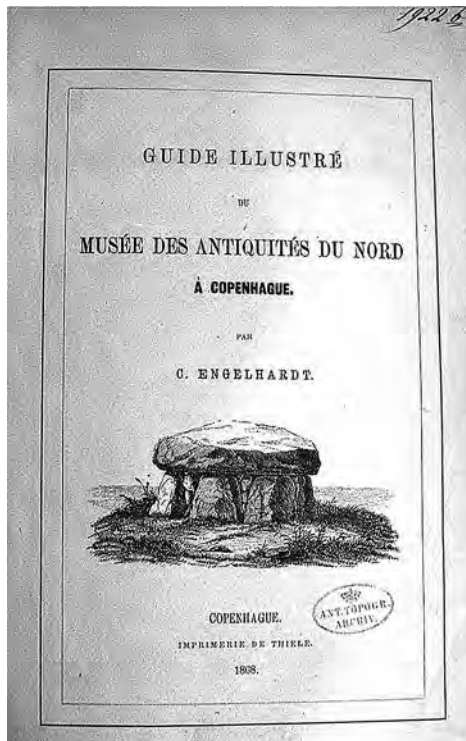 1922 b
GUIDE ILLUSTRÉ
DU
MUSÉE DES ANTIQUITÉS DU NORD
À COPENHAGUE.
PAR
C. ENGELHARDT.
COPENHAGUE.
ANT. TOPOGR.
ARCHIV.
IMPRIMERIE DE THIELE.
1868.